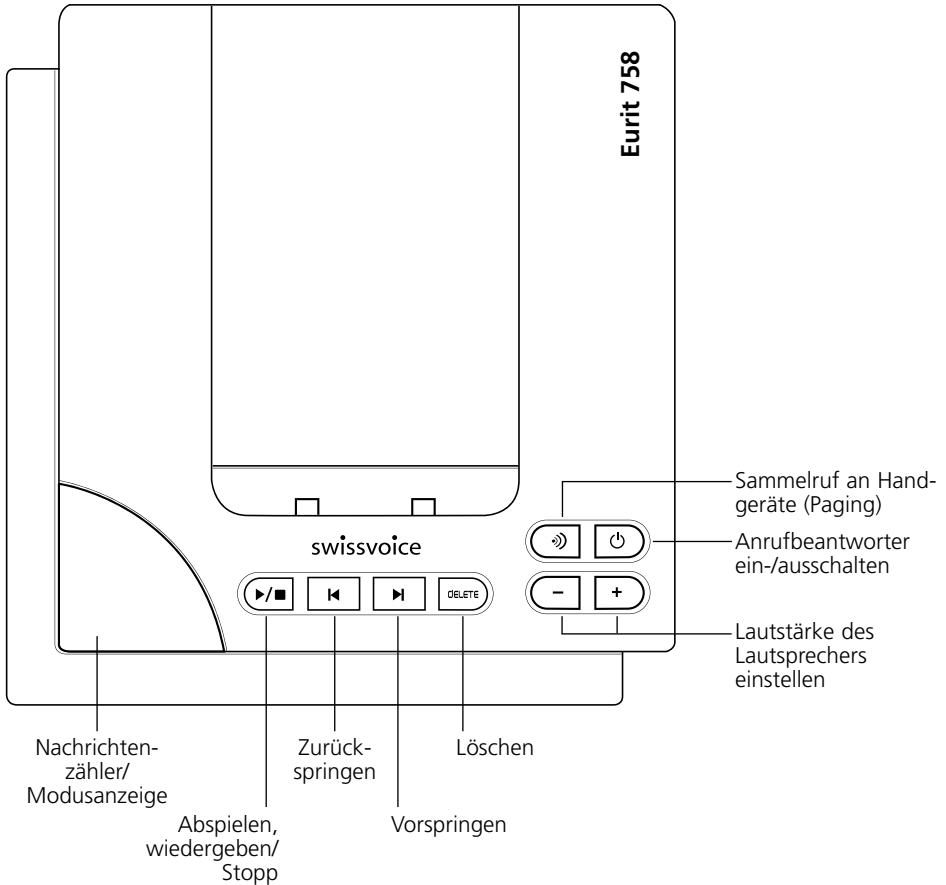 Eurit 758
Sammelruf an Hand-
geräte (Paging)
swissvoice
Anrufbeantworter
ein-/ausschalten
DELETE
- +
Lautstärke des
Lautsprechers
einstellen
Nachrichten-
zähler/
Modusanzeige
Zurück-
springen
Löschen
Abspielen,
wiedergeben/
Stopp
Vorspringen